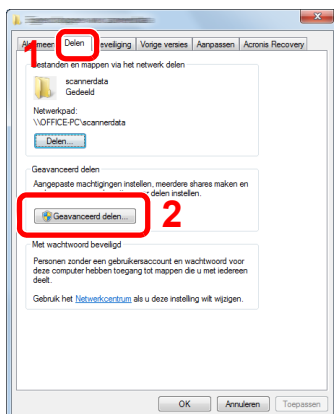 1
Al
meen
Delen
eveiliging
Vorige versies
Aanpassen
Acronis Recovery
Bestanden en mappen via het netwerk delen
scannerdata
Gedeeld
Netwerkpad:
\\OFFICE-PC\scannerdata
Delen...
Geavanceerd delen
Aangepaste machtigingen instellen, meerdere shares maken en
delen instellen.
Geavanceerd delen...
2
Met wachtwoord beveiligd
Personen zonder een gebruikersaccount en wachtwoord voor
deze computer hebben toegang tot mappen die u met iedereen
deelt.
Gebruik het Netwerkcentrum als u deze instelling wilt wijzigen.
OK
Annuleren
Toepassen